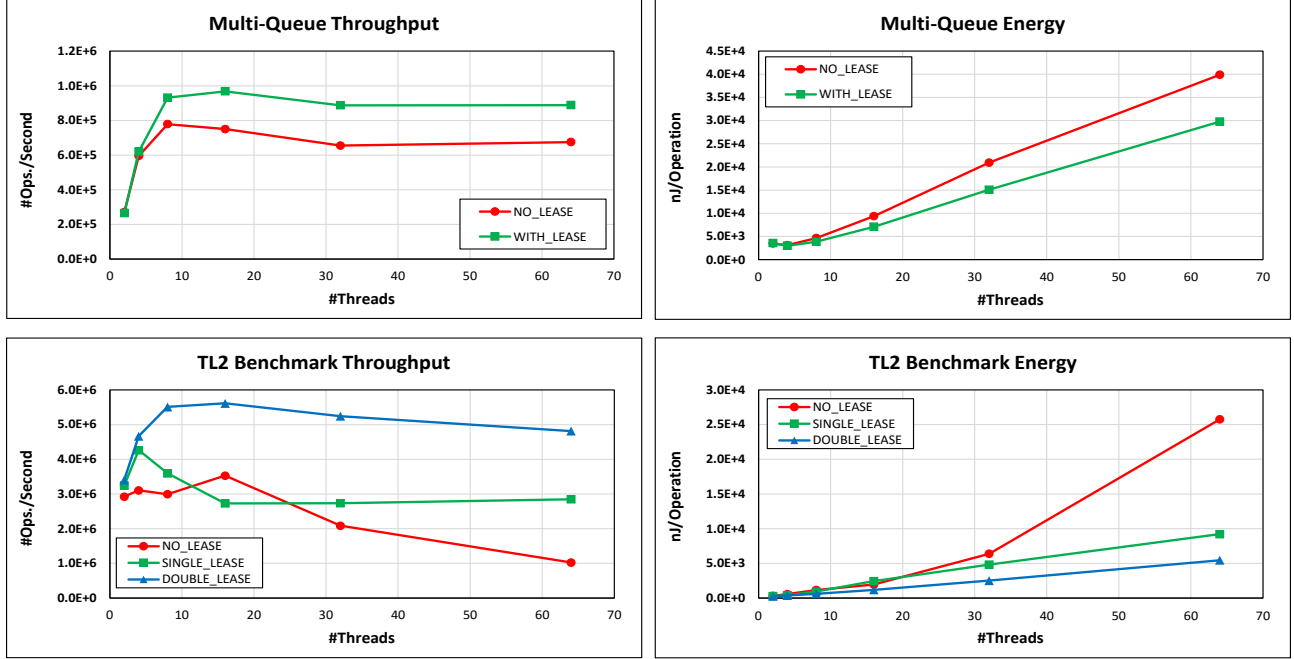 Multi-Queue Throughput
#Ops./Second
1.2E+6
1.0E+6
8.0E+5
6.0E+5
4.0E+5
2.0E+5
0.0E+0
NO_LEASE
WITH_LEASE
0 10 20 30 40 50 60 70
#Threads
Multi-Queue Energy
nJ/Operation
4.5E+4
4.0E+4
3.5E+4
3.0E+4
2.5E+4
2.0E+4
1.5E+4
1.0E+4
5.0E+3
0.0E+0
NO_LEASE
WITH_LEASE
0 10 20 30 40 50 60 70
#Threads
TL2 Benchmark Throughput
#Ops./Second
6.0E+6
5.0E+6
4.0E+6
3.0E+6
2.0E+6
1.0E+6
0.0E+0
NO_LEASE
SINGLE_LEASE
DOUBLE_LEASE
0 10 20 30 40 50 60 70
#Threads
TL2 Benchmark Energy
nJ/Operation
3.0E+4
2.5E+4
2.0E+4
1.5E+4
1.0E+4
5.0E+3
0.0E+0
NO_LEASE
SINGLE_LEASE
DOUBLE_LEASE
0 10 20 30 40 50 60 70
#Threads